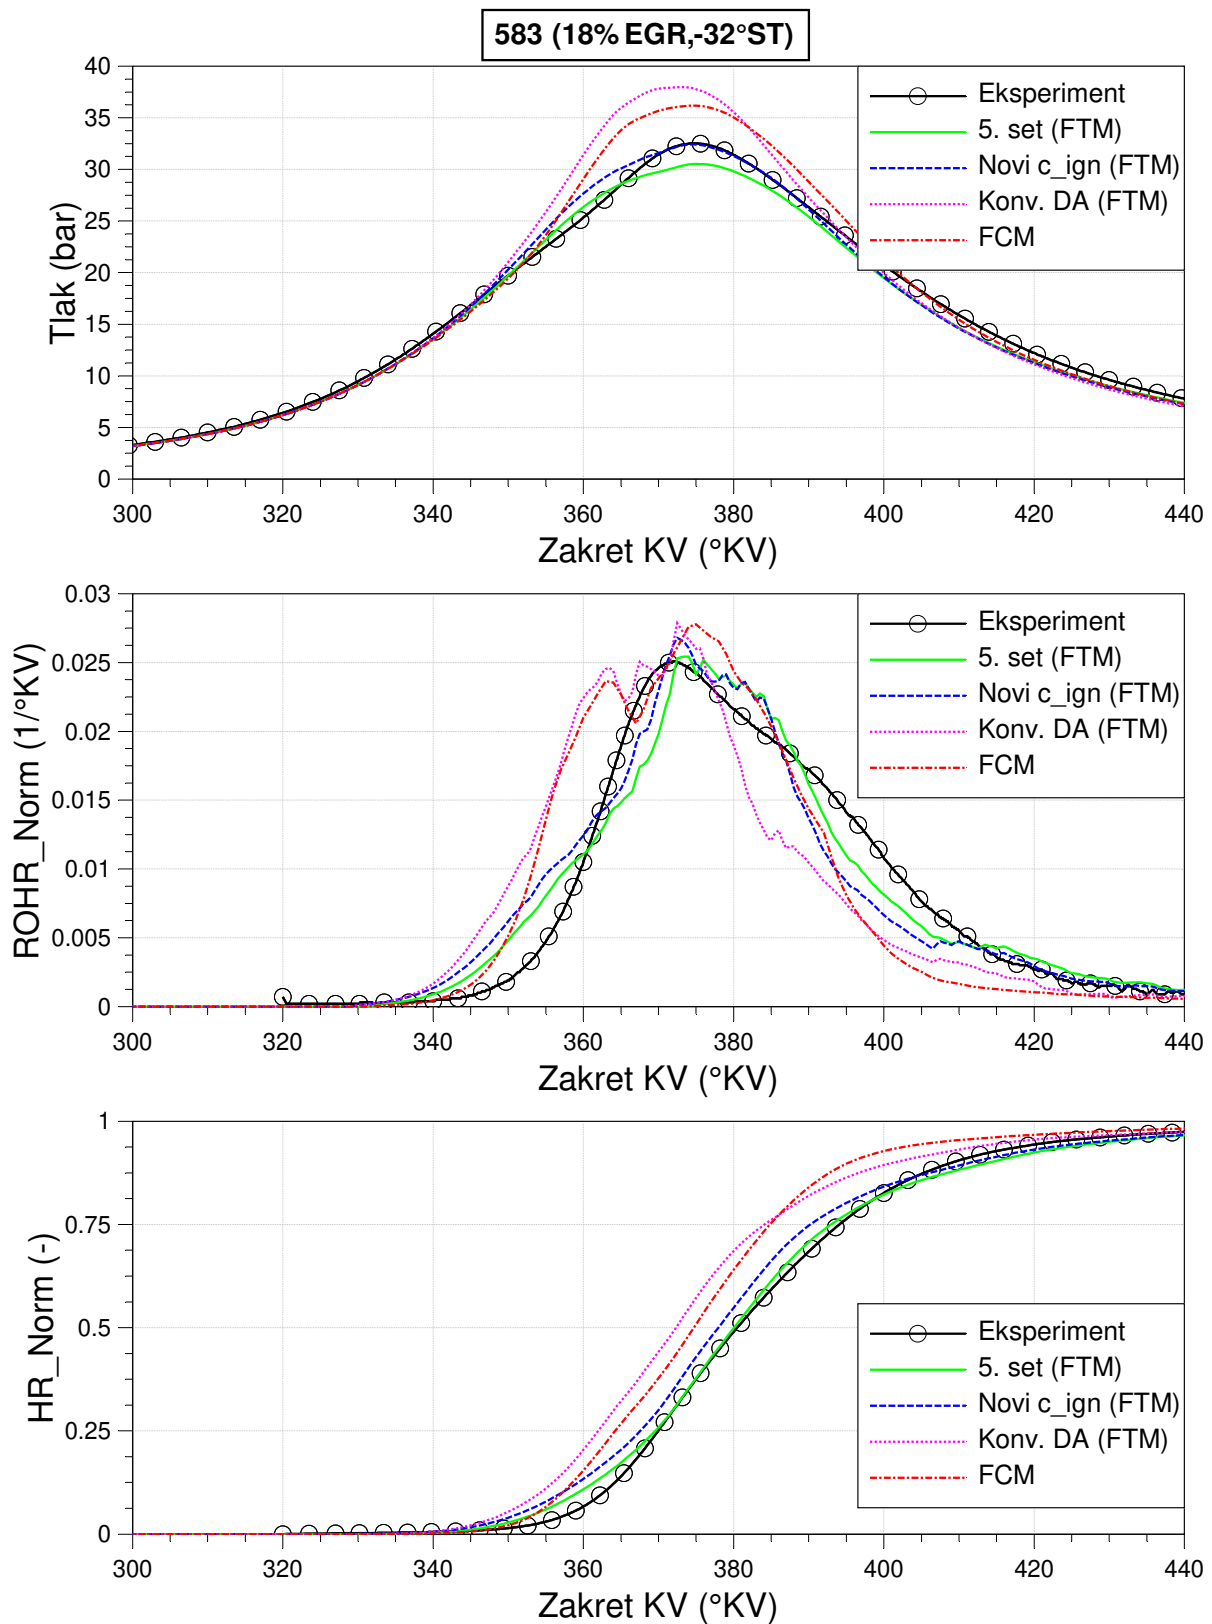 583 (18% EGR,-32°ST)
40
35
30
25
20
15
10
5
0
Tlak (bar)
Eksperiment
5. set (FTM)
Novi c_ign (FTM)
Konv. DA (FTM)
FCM
300 320 340 360 380 400 420 440
Zakret KV (°KV)
0.03
0.025
0.02
0.015
0.01
0.005
0
ROHR_Norm (1/°KV)
Eksperiment
5. set (FTM)
Novi c_ign (FTM)
Konv. DA (FTM)
FCM
300 320 340 360 380 400 420 440
Zakret KV (°KV)
1
0.75
0.5
0.25
0
HR_Norm (-)
Eksperiment
5. set (FTM)
Novi c_ign (FTM)
Konv. DA (FTM)
FCM
300 320 340 360 380 400 420 440
Zakret KV (°KV)